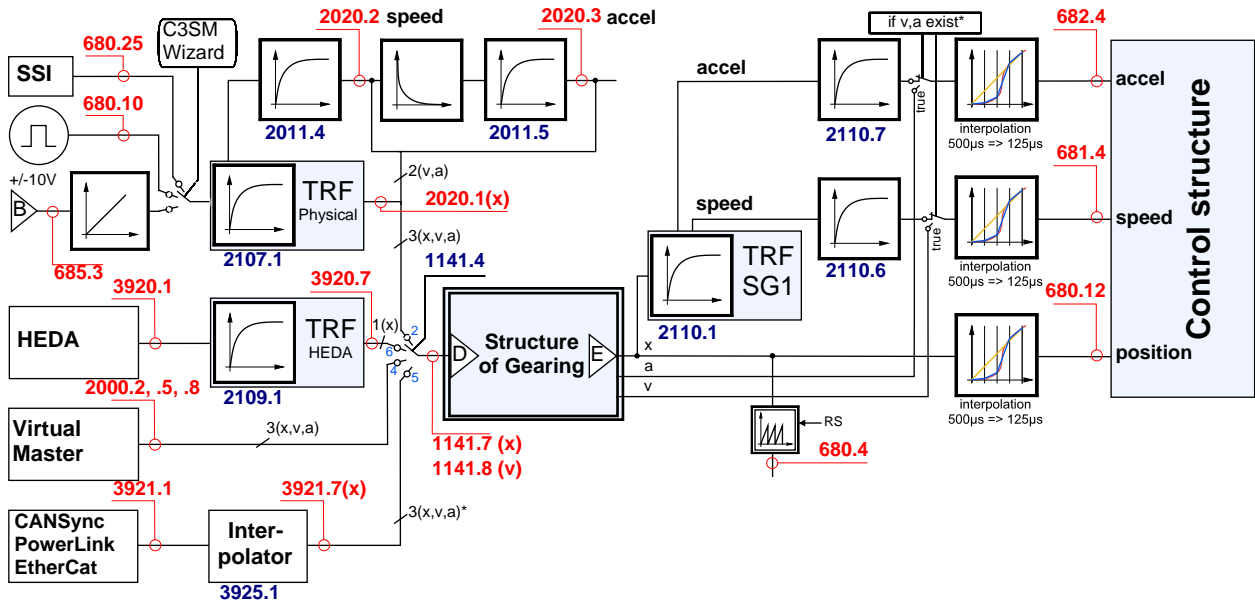 2020.2 speed
2020.3 accel
C3SM
Wizard
if v,a exist*
682.4
680.25
SSI
accel
accel
true
2011.4
2011.5
2110.7
interpolation
500µs => 125µs
680.10
681.4
+/-10V
B
TRF
Physical
2(v,a)
2020.1(x)
speed
speed
true
685.3
2107.1
3(x,v,a)
2110.6
interpolation
500µs => 125µs
Control structure
TRF
SG1
3920.1
3920.7
1141.4
680.12
HEDA
TRF
HEDA
1(x)
2
6
4
5
D
Structure
of Gearing
E
2110.1
x
a
v
position
2109.1
2000.2, .5, .8
interpolation
500µs => 125µs
Virtual
Master
3(x,v,a)
1141.7 (x)
1141.8 (v)
RS
680.4
3921.1
3921.7(x)
3(x,v,a)*
CANSync
PowerLink
EtherCat
Inter-
polator
3925.1